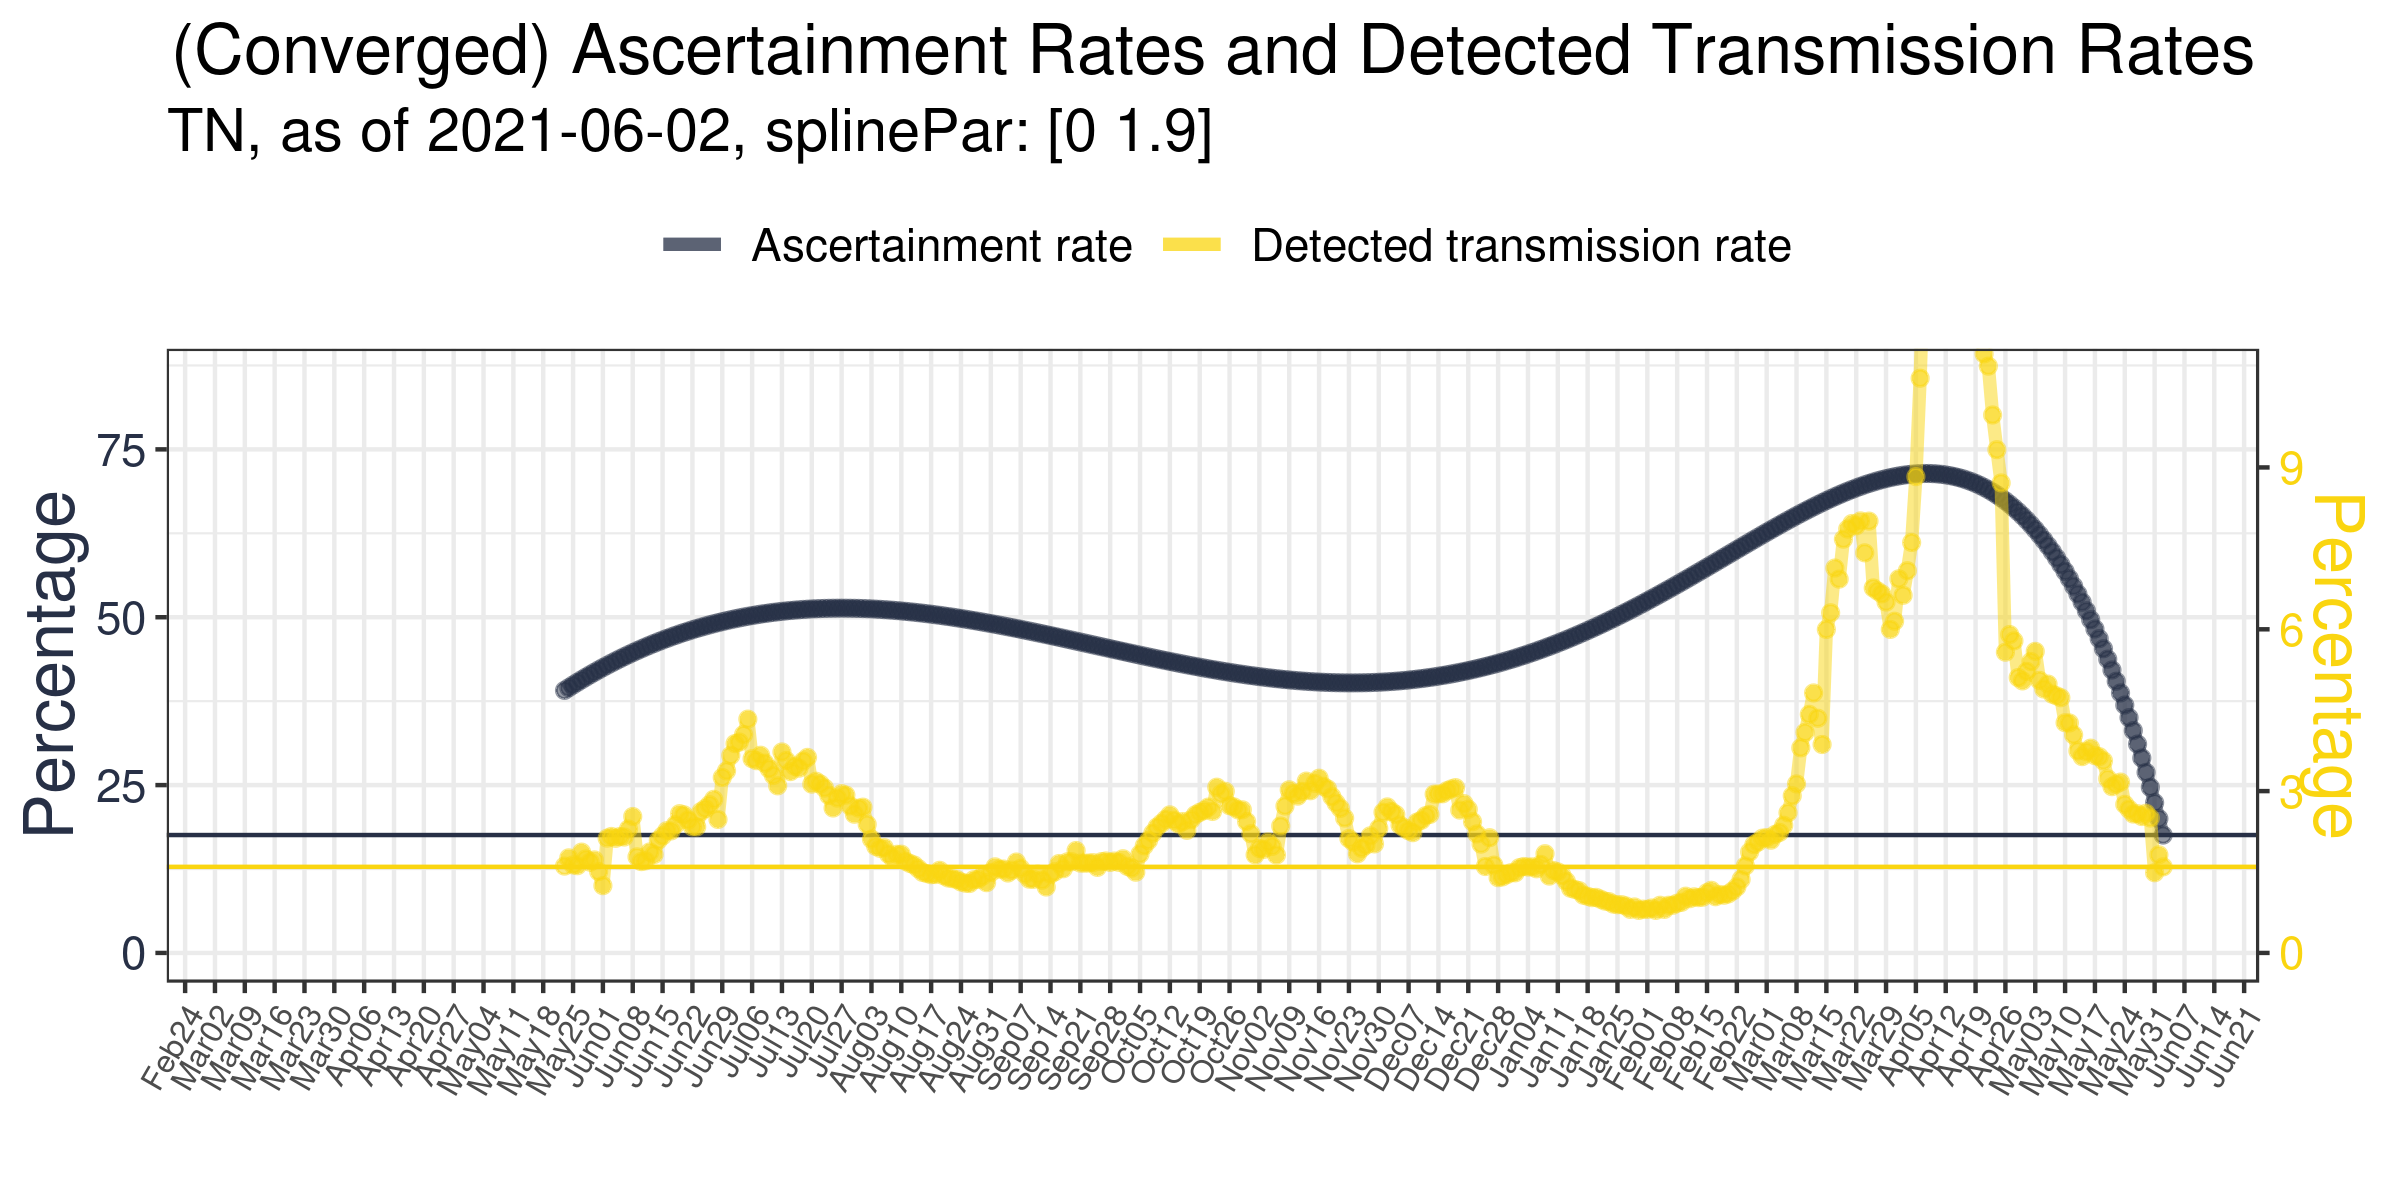 (Converged) Ascertainment Rates and Detected Transmission Rates
TN, as of 2021-06-02, splinePar: [0 1.9]
Ascertainment rate Detected transmission rate
Percentage
75
50
25
0
9
6
3
0
Percentage
Feb24 Mar02 Mar09 Mar16 Mar23 Mar30 Apr06 Apr13 Apr20 Apr27 May04 May11 May18 May25 Jun01 Jun08 Jun15 Jun22 Jun29 Jul06 Jul13 Jul20 Jul27 Aug03 Aug10 Aug17 Aug24 Aug31 Sep07 Sep14 Sep21 Sep28 Oct05 Oct12 Oct19 Oct26 Nov02 Nov09 Nov16 Nov23 Nov30 Dec07 Dec14 Dec21 Dec28 Jan04 Jan11 Jan18 Jan25 Feb01 Feb08 Feb15 Feb22 Mar01 Mar08 Mar15 Mar22 Mar29 Apr05 Apr12 Apr19 Apr26 May03 May10 May17 May24 May31 Jun07 Jun14 Jun21